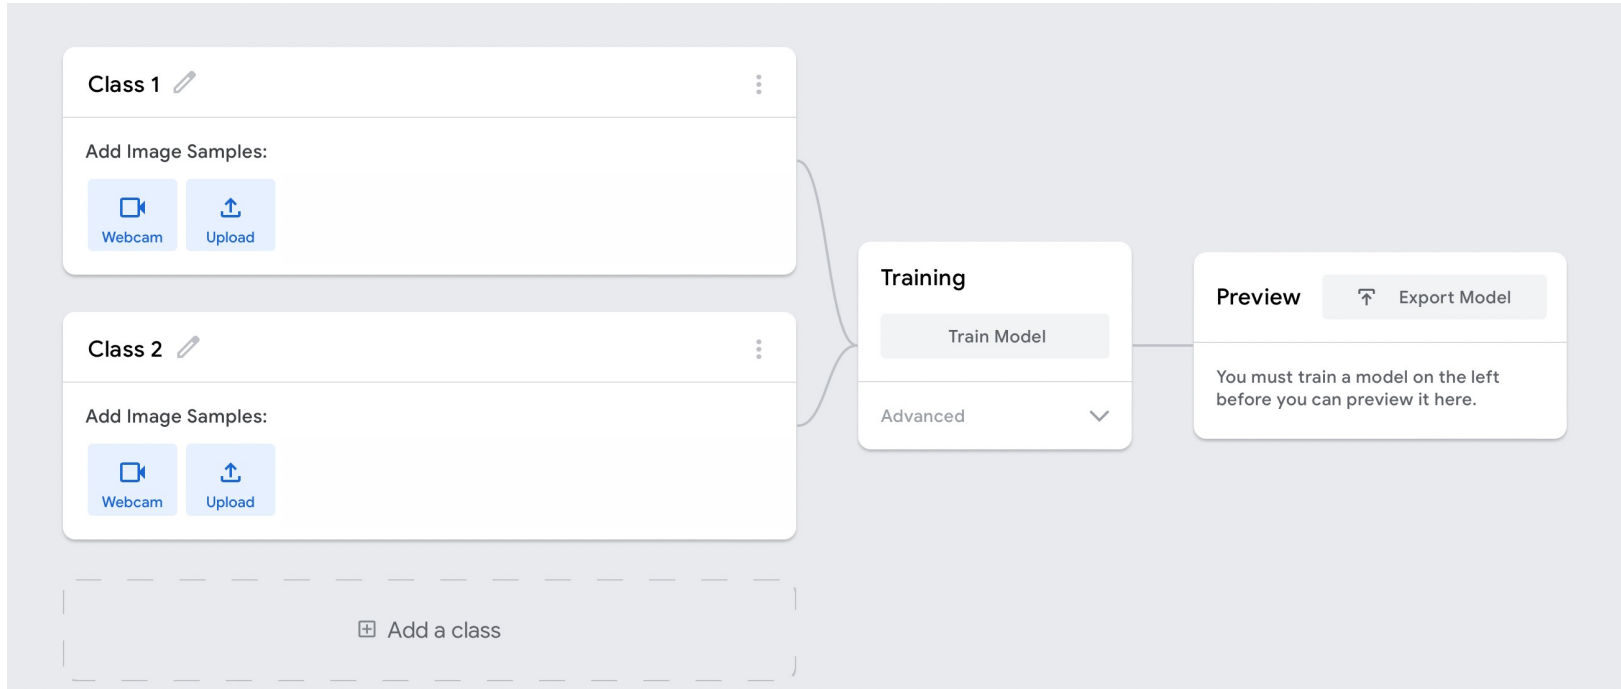 Class 1
Add Image Samples:
Webcam
Upload
Class 2
Add Image Samples:
Webcam
Upload
Add a class
Training
Train Model
Advanced
Preview
Export Model
You must train a model on the left
before you can preview it here.